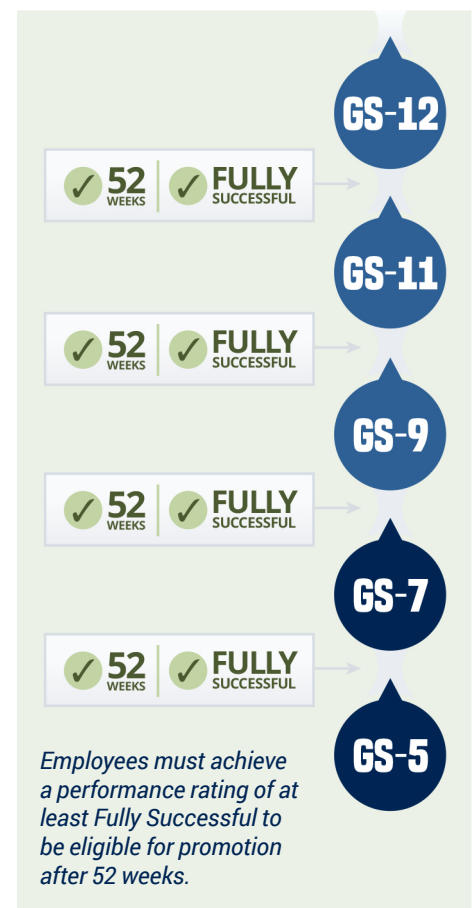 GS-12
✓ 52 WEEKS | ✓ FULLY SUCCESSFUL
GS-11
✓ 52 WEEKS | ✓ FULLY SUCCESSFUL
GS-9
✓ 52 WEEKS | ✓ FULLY SUCCESSFUL
GS-7
✓ 52 WEEKS | ✓ FULLY SUCCESSFUL
GS-5
Employees must achieve
a performance rating of at
least Fully Successful to
be eligible for promotion
after 52 weeks.